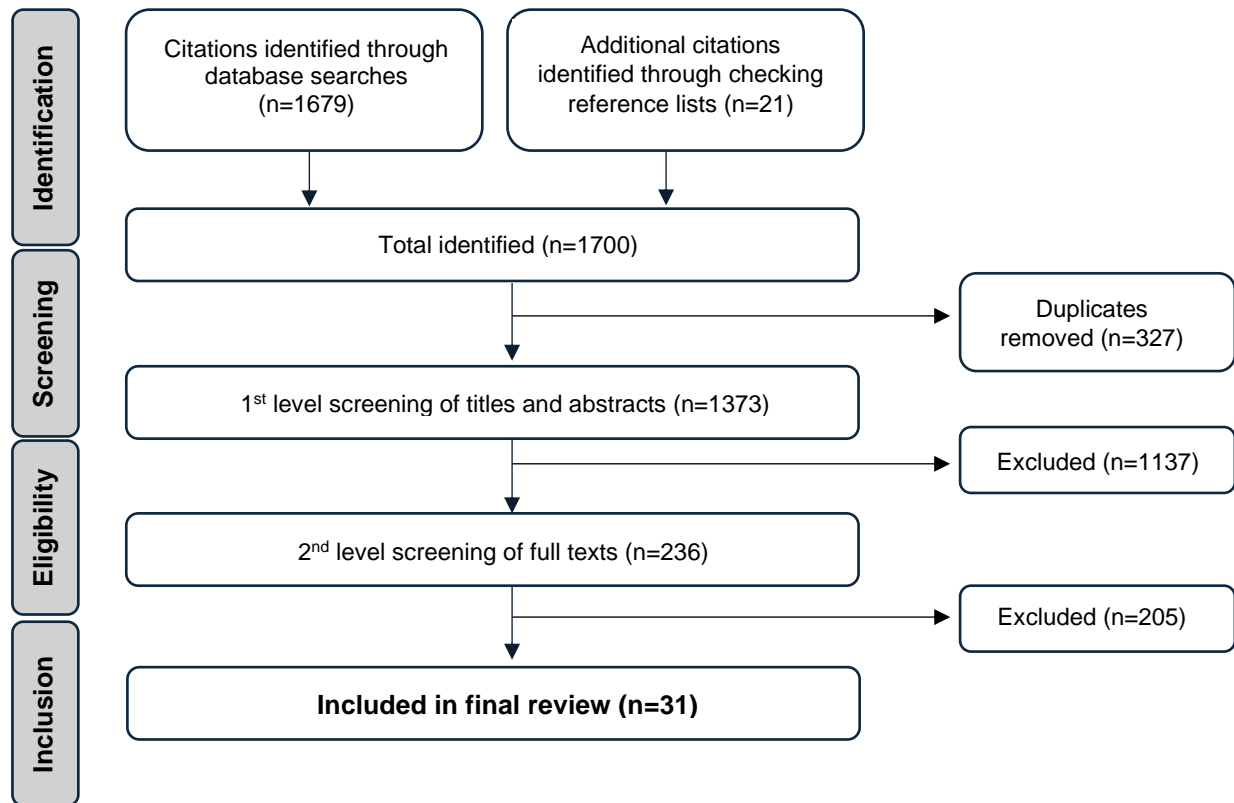 Identification
Citations identified through
database searches
(n=1679)
Additional citations
identified through checking
reference lists (n=21)
Total identified (n=1700)
Screening
Duplicates
removed (n=327)
1st level screening of titles and abstracts (n=1373)
Eligibility
Excluded (n=1137)
2nd level screening of full texts (n=236)
Excluded (n=205)
Inclusion
Included in final review (n=31)